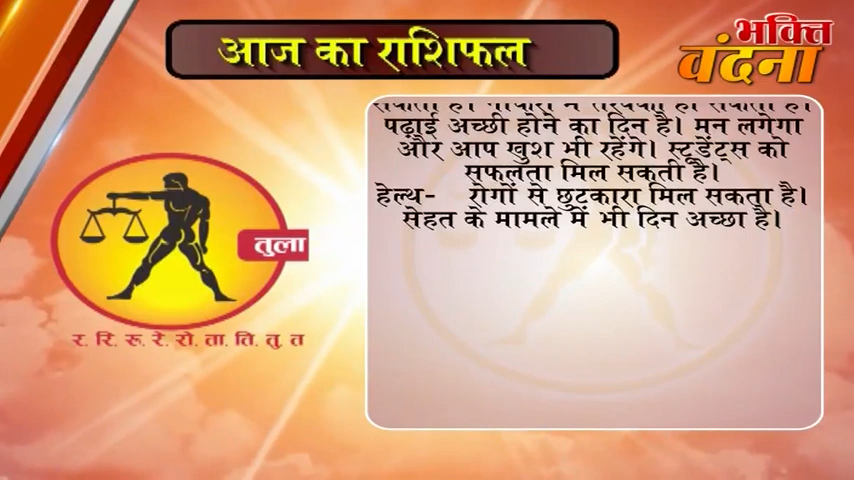 आज का राशिफल
भक्ति
वंदना
पढ़ाई अच्छी होने का दिन है। मन लगेगा
और आप खुश भी रहेंगे। स्टूडेंट्स को
सफलता मिल सकती है।
हेल्थ- रोगों से छुटकारा मिल सकता है।
सेहत के मामले में भी दिन अच्छा है।
तुला
र. रि. रू. रे. रो. ता. ति. तु. त